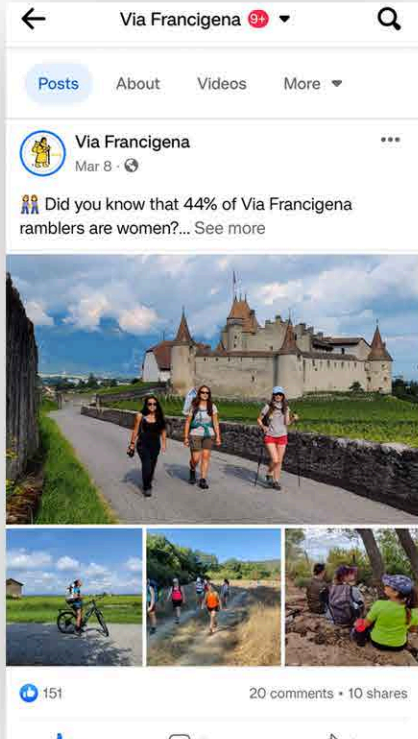 Via Francigena 9+
Posts About Videos More
Via Francigena
Mar 8 ·
Did you know that 44% of Via Francigena
ramblers are women?... See more
151 20 comments • 10 shares